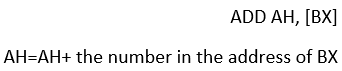 ADD AH, [BX]
AH=AH+ the number in the address of BX